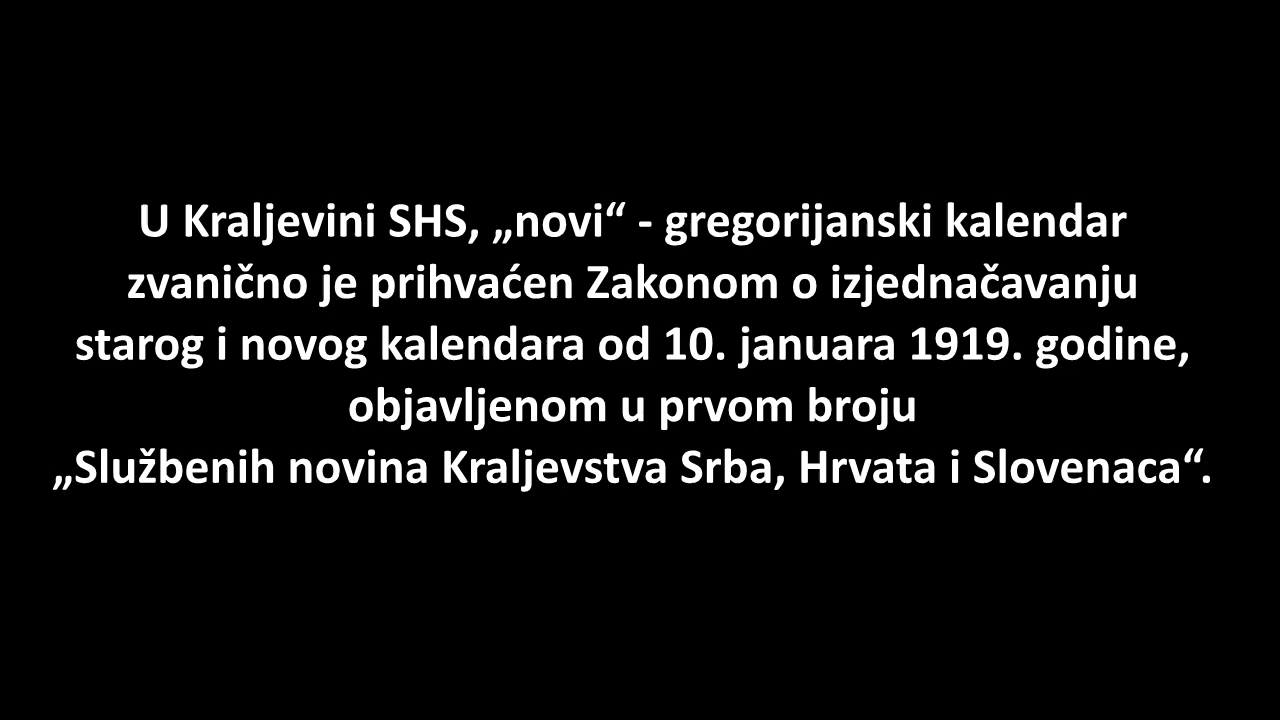 U Kraljevini SHS, „novi“ - gregorijanski kalendar
zvanično je prihvaćen Zakonom o izjednačavanju
starog i novog kalendara od 10. januara 1919. godine,
objavljenom u prvom broju
„Službenih novina Kraljevstva Srba, Hrvata i Slovenaca“.